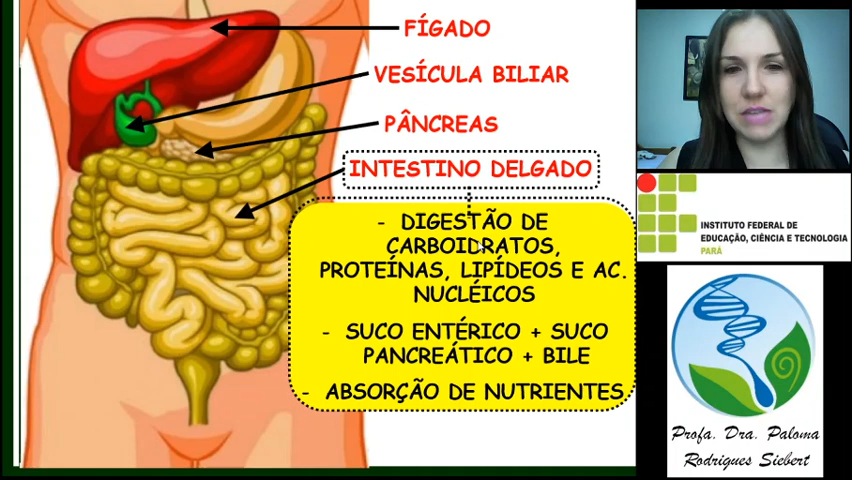 FÍGADO
VESÍCULA BILIAR
PÂNCREAS
INTESTINO DELGADO
- DIGESTÃO DE
CARBOIDRATOS,
PROTEÍNAS, LIPÍDEOS E AC.
NUCLÉICOS
- SUCO ENTÉRICO + SUCO
PANCREÁTICO + BILE
- ABSORÇÃO DE NUTRIENTES
INSTITUTO FEDERAL DE
EDUCAÇÃO, CIÊNCIA E TECNOLOGIA
PARÁ
Profa. Dra. Paloma
Rodrigues Siebert